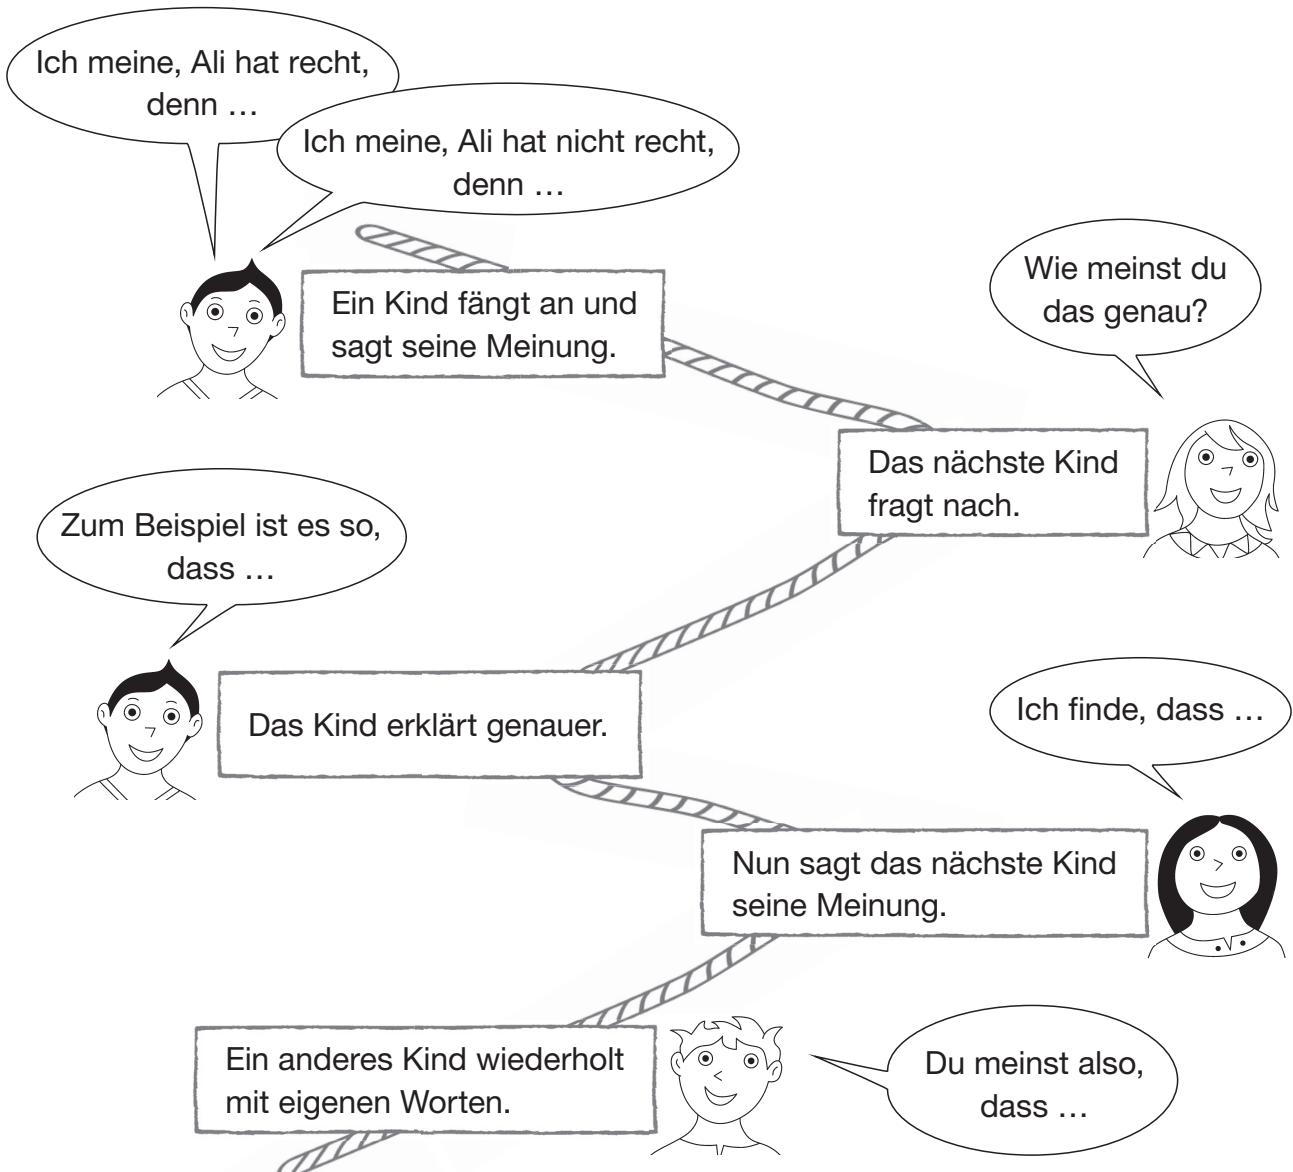 Ich meine, Ali hat recht,
denn …
Ich meine, Ali hat nicht recht,
denn …
Ein Kind fängt an und
sagt seine Meinung.
Wie meinst du
das genau?
Das nächste Kind
fragt nach.
Zum Beispiel ist es so,
dass …
Das Kind erklärt genauer.
Ich finde, dass …
Nun sagt das nächste Kind
seine Meinung.
Ein anderes Kind wiederholt
mit eigenen Worten.
Du meinst also,
dass …